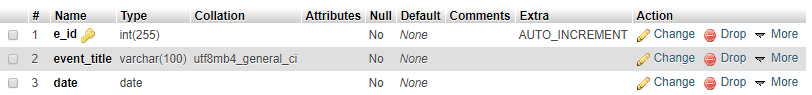 # Name Type Collation Attributes Null Default Comments Extra Action
1 e_id int(255) No None AUTO_INCREMENT Change Drop More
2 event_title varchar(100) utf8mb4_general_ci No None Change Drop More
3 date date No None Change Drop More